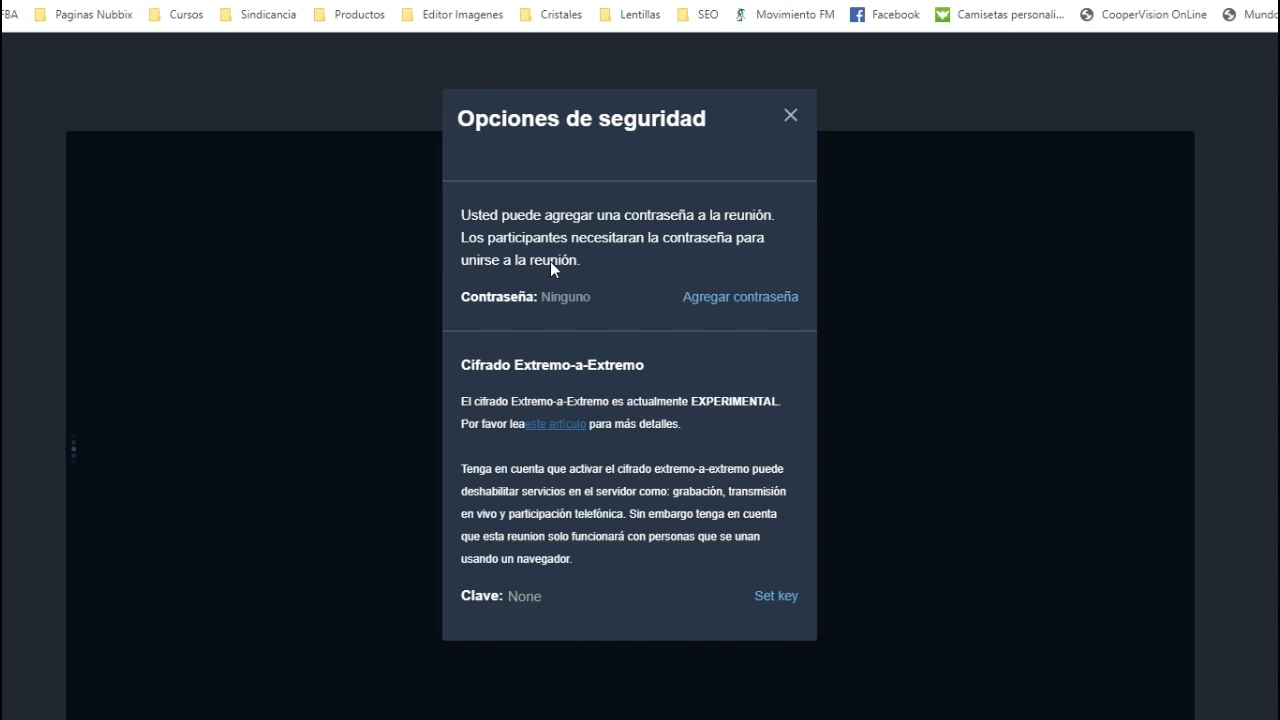 FBA Paginas Nubbix Cursos Sindicancia Productos Editor Imagenes Cristales Lentillas SEO Movimiento FM Facebook Camisetas personali... CooperVision OnLine
Opciones de seguridad
Usted puede agregar una contraseña a la reunión.
Los participantes necesitaran la contraseña para
unirse a la reunión.
Contraseña: Ninguno Agregar contraseña
Cifrado Extremo-a-Extremo
El cifrado Extremo-a-Extremo es actualmente EXPERIMENTAL.
Por favor leaeste artículo para más detalles.
Tenga en cuenta que activar el cifrado extremo-a-extremo puede
deshabilitar servicios en el servidor como: grabación, transmisión
en vivo y participación telefónica. Sin embargo tenga en cuenta
que esta reunion solo funcionará con personas que se unan
usando un navegador.
Clave: None Set key